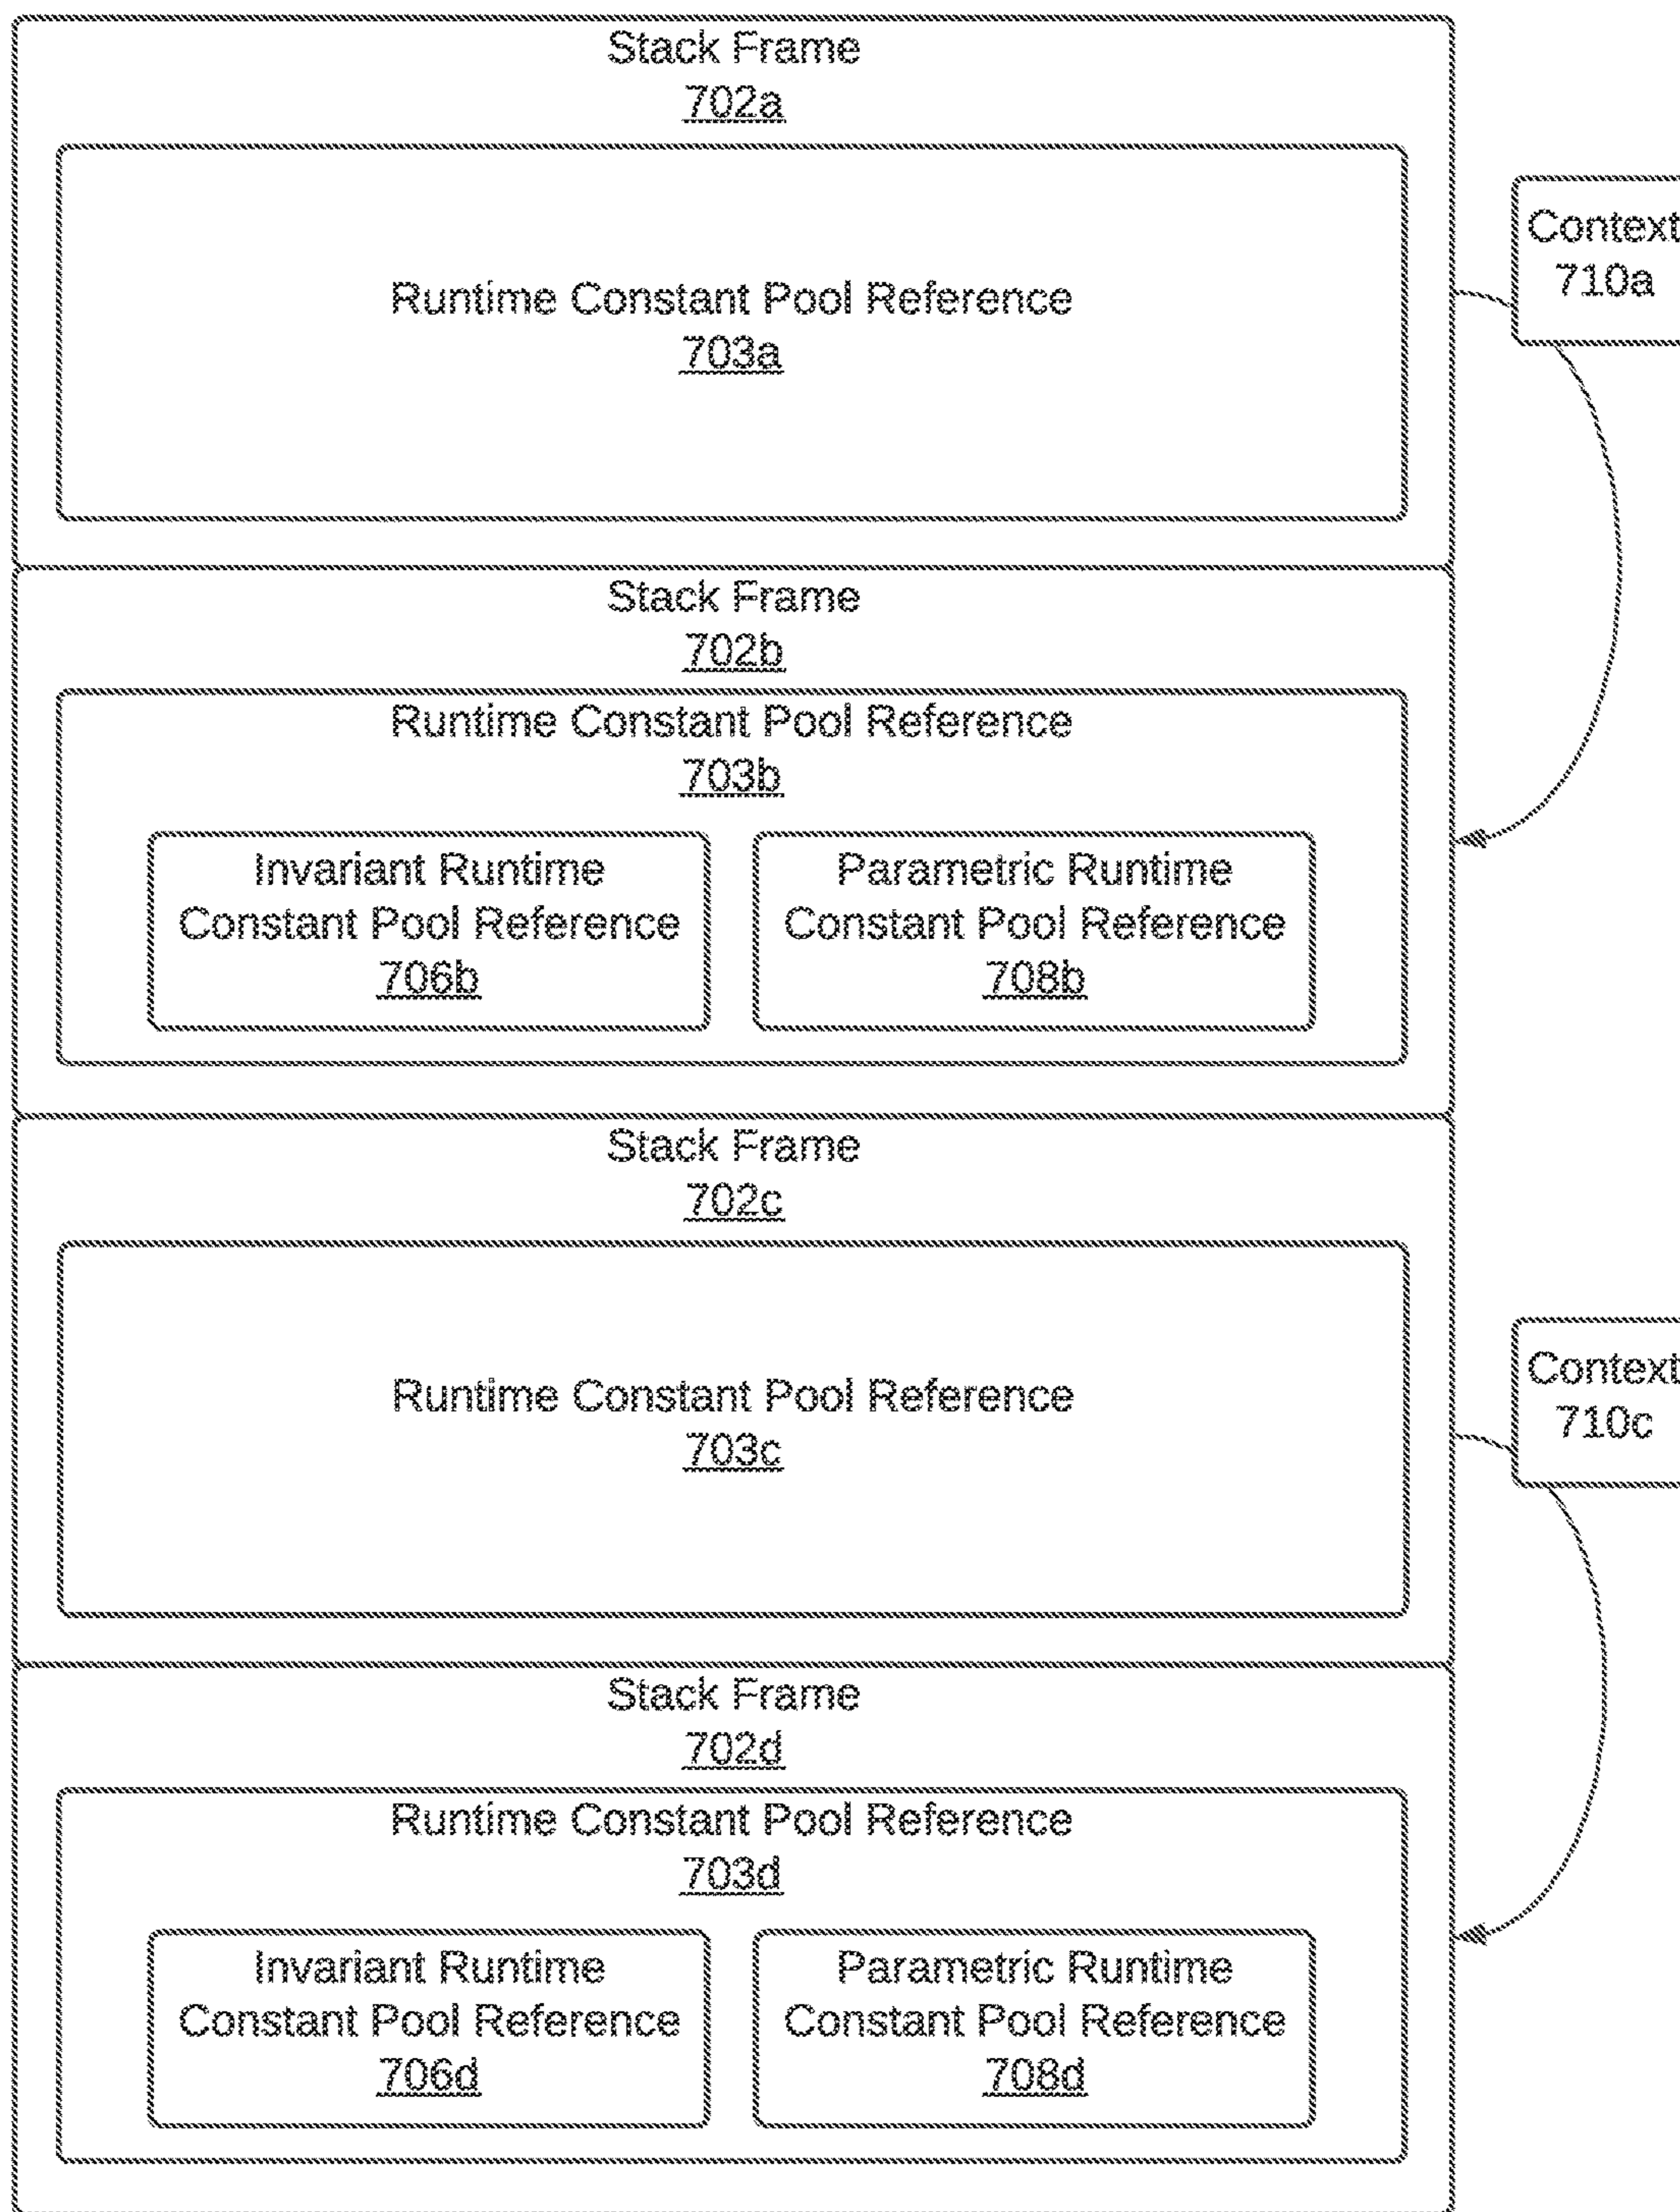 Stack Frame
702a
Runtime Constant Pool Reference
703a
Context
710a
Stack Frame
702b
Runtime Constant Pool Reference
703b
Invariant Runtime
Constant Pool Reference
706b
Parametric Runtime
Constant Pool Reference
708b
Stack Frame
702c
Runtime Constant Pool Reference
703c
Context
710c
Stack Frame
702d
Runtime Constant Pool Reference
703d
Invariant Runtime
Constant Pool Reference
706d
Parametric Runtime
Constant Pool Reference
708d